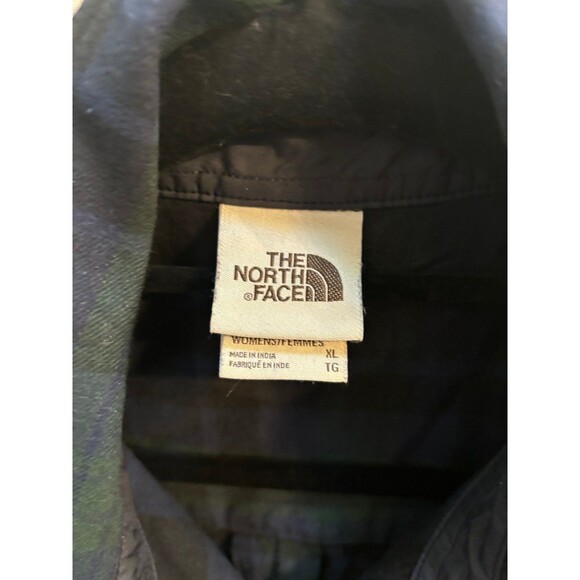 THE
NORTH
® FACE
WOMENS/FEMMES
MADE IN INDIA XL
FABRIQUÉ EN INDE TG